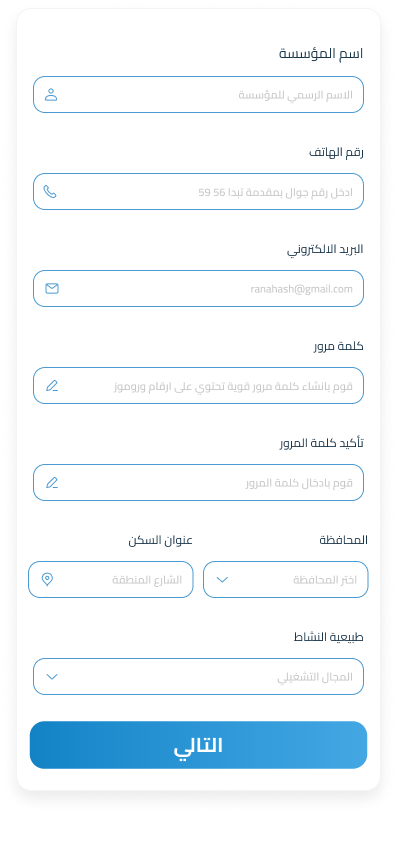 اسم المؤسسة
الاسم الرسمي للمؤسسة
رقم الهاتف
ادخل رقم جوال بمقدمة تبدا 56 59
البريد الالكتروني
ranahash@gmail.com
كلمة مرور
قوم بانشاء كلمة مرور قوية تحتوي على ارقام ورروموز
تأكيد كلمة المرور
قوم بادخال كلمة المرور
المحافظة
عنوان السكن
اختر المحافظة
الشارع المنطقة
طبيعية النشاط
المجال التشغيلي
التالي